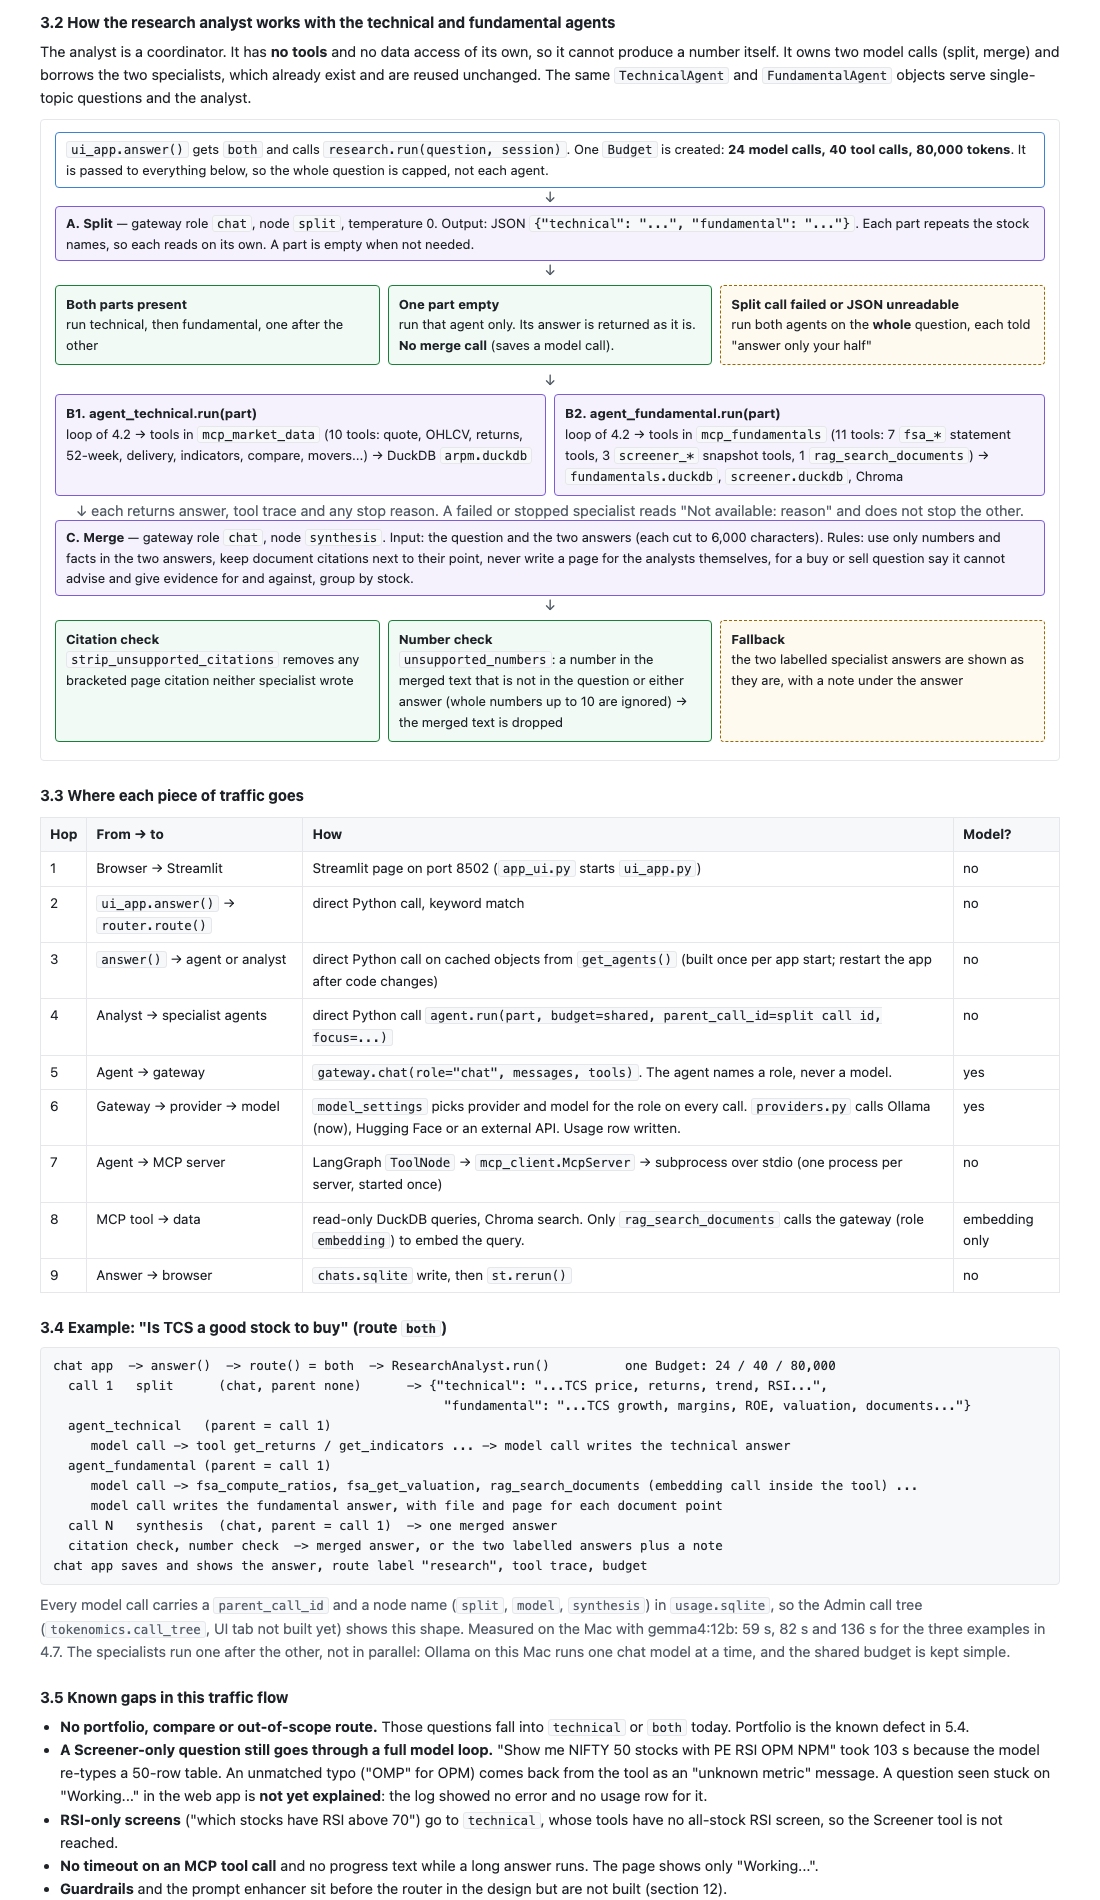 3.2 How the research analyst works with the technical and fundamental agents
The analyst is a coordinator. It has no tools and no data access of its own, so it cannot produce a number itself. It owns two model calls (split, merge) and
borrows the two specialists, which already exist and are reused unchanged. The same TechnicalAgent and FundamentalAgent objects serve single-
topic questions and the analyst.
ui_app.answer() gets both and calls research.run(question, session). One Budget is created: 24 model calls, 40 tool calls, 80,000 tokens. It
is passed to everything below, so the whole question is capped, not each agent.
↓
A. Split — gateway role chat, node split, temperature 0. Output: JSON {"technical": "...", "fundamental": "..."}. Each part repeats the stock
names, so each reads on its own. A part is empty when not needed.
↓
Both parts present
run technical, then fundamental, one after the
other
One part empty
run that agent only. Its answer is returned as it is.
No merge call (saves a model call).
Split call failed or JSON unreadable
run both agents on the whole question, each told
"answer only your half"
↓
B1. agent_technical.run(part)
loop of 4.2 → tools in mcp_market_data (10 tools: quote, OHLCV, returns,
52-week, delivery, indicators, compare, movers...) → DuckDB arpm.duckdb
B2. agent_fundamental.run(part)
loop of 4.2 → tools in mcp_fundamentals (11 tools: 7 fsa_* statement
tools, 3 screener_* snapshot tools, 1 rag_search_documents) →
fundamentals.duckdb, screener.duckdb, Chroma
↓ each returns answer, tool trace and any stop reason. A failed or stopped specialist reads "Not available: reason" and does not stop the other.
C. Merge — gateway role chat, node synthesis. Input: the question and the two answers (each cut to 6,000 characters). Rules: use only numbers and
facts in the two answers, keep document citations next to their point, never write a page for the analysts themselves, for a buy or sell question say it cannot
advise and give evidence for and against, group by stock.
↓
Citation check
strip_unsupported_citations removes any
bracketed page citation neither specialist wrote
Number check
unsupported_numbers: a number in the
merged text that is not in the question or either
answer (whole numbers up to 10 are ignored) →
the merged text is dropped
Fallback
the two labelled specialist answers are shown as
they are, with a note under the answer
3.3 Where each piece of traffic goes
Hop From → to How Model?
1 Browser → Streamlit Streamlit page on port 8502 (app_ui.py starts ui_app.py) no
2 ui_app.answer() → direct Python call, keyword match no
router.route()
3 answer() → agent or analyst direct Python call on cached objects from get_agents() (built once per app start; restart the app no
after code changes)
4 Analyst → specialist agents direct Python call agent.run(part, budget=shared, parent_call_id=split call id, no
focus=...)
5 Agent → gateway gateway.chat(role="chat", messages, tools). The agent names a role, never a model. yes
6 Gateway → provider → model model_settings picks provider and model for the role on every call. providers.py calls Ollama yes
(now), Hugging Face or an external API. Usage row written.
7 Agent → MCP server LangGraph ToolNode → mcp_client.McpServer → subprocess over stdio (one process per no
server, started once)
8 MCP tool → data read-only DuckDB queries, Chroma search. Only rag_search_documents calls the gateway (role embedding
embedding) to embed the query. only
9 Answer → browser chats.sqlite write, then st.rerun() no
3.4 Example: "Is TCS a good stock to buy" (route both)
chat app -> answer() -> route() = both -> ResearchAnalyst.run() one Budget: 24 / 40 / 80,000
call 1 split (chat, parent none) -> {"technical": "...TCS price, returns, trend, RSI...",
"fundamental": "...TCS growth, margins, ROE, valuation, documents..."}
agent_technical (parent = call 1)
model call -> tool get_returns / get_indicators ... -> model call writes the technical answer
agent_fundamental (parent = call 1)
model call -> fsa_compute_ratios, fsa_get_valuation, rag_search_documents (embedding call inside the tool) ...
model call writes the fundamental answer, with file and page for each document point
call N synthesis (chat, parent = call 1) -> one merged answer
citation check, number check -> merged answer, or the two labelled answers plus a note
chat app saves and shows the answer, route label "research", tool trace, budget
Every model call carries a parent_call_id and a node name (split, model, synthesis) in usage.sqlite, so the Admin call tree
(tokenomics.call_tree, UI tab not built yet) shows this shape. Measured on the Mac with gemma4:12b: 59 s, 82 s and 136 s for the three examples in
4.7. The specialists run one after the other, not in parallel: Ollama on this Mac runs one chat model at a time, and the shared budget is kept simple.
3.5 Known gaps in this traffic flow
• No portfolio, compare or out-of-scope route. Those questions fall into technical or both today. Portfolio is the known defect in 5.4.
• A Screener-only question still goes through a full model loop. "Show me NIFTY 50 stocks with PE RSI OPM NPM" took 103 s because the model
re-types a 50-row table. An unmatched typo ("OMP" for OPM) comes back from the tool as an "unknown metric" message. A question seen stuck on
"Working..." in the web app is not yet explained: the log showed no error and no usage row for it.
• RSI-only screens ("which stocks have RSI above 70") go to technical, whose tools have no all-stock RSI screen, so the Screener tool is not
reached.
• No timeout on an MCP tool call and no progress text while a long answer runs. The page shows only "Working...".
• Guardrails and the prompt enhancer sit before the router in the design but are not built (section 12).